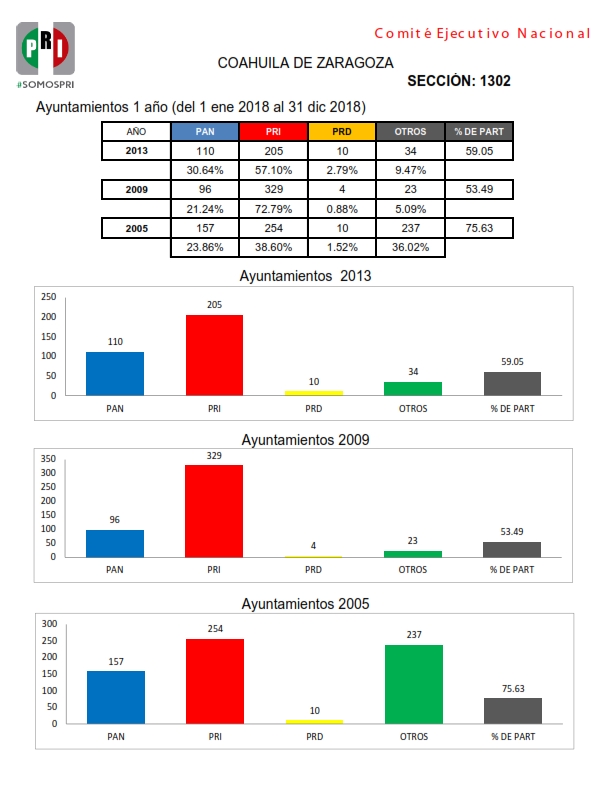 Comité Ejecutivo Nacional
PRI
#SOMOSPRI
COAHUILA DE ZARAGOZA
SECCIÓN: 1302
Ayuntamientos 1 año (del 1 ene 2018 al 31 dic 2018)
AÑO PAN PRI PRD OTROS % DE PART
2013 110 205 10 34 59.05
30.64% 57.10% 2.79% 9.47%
2009 96 329 4 23 53.49
21.24% 72.79% 0.88% 5.09%
2005 157 254 10 237 75.63
23.86% 38.60% 1.52% 36.02%
Ayuntamientos 2013
250
200
150
100
50
0
110 205 10 34 59.05
PAN PRI PRD OTROS % DE PART
Ayuntamientos 2009
350
300
250
200
150
100
50
0
96 329 4 23 53.49
PAN PRI PRD OTROS % DE PART
Ayuntamientos 2005
300
250
200
150
100
50
0
157 254 10 237 75.63
PAN PRI PRD OTROS % DE PART